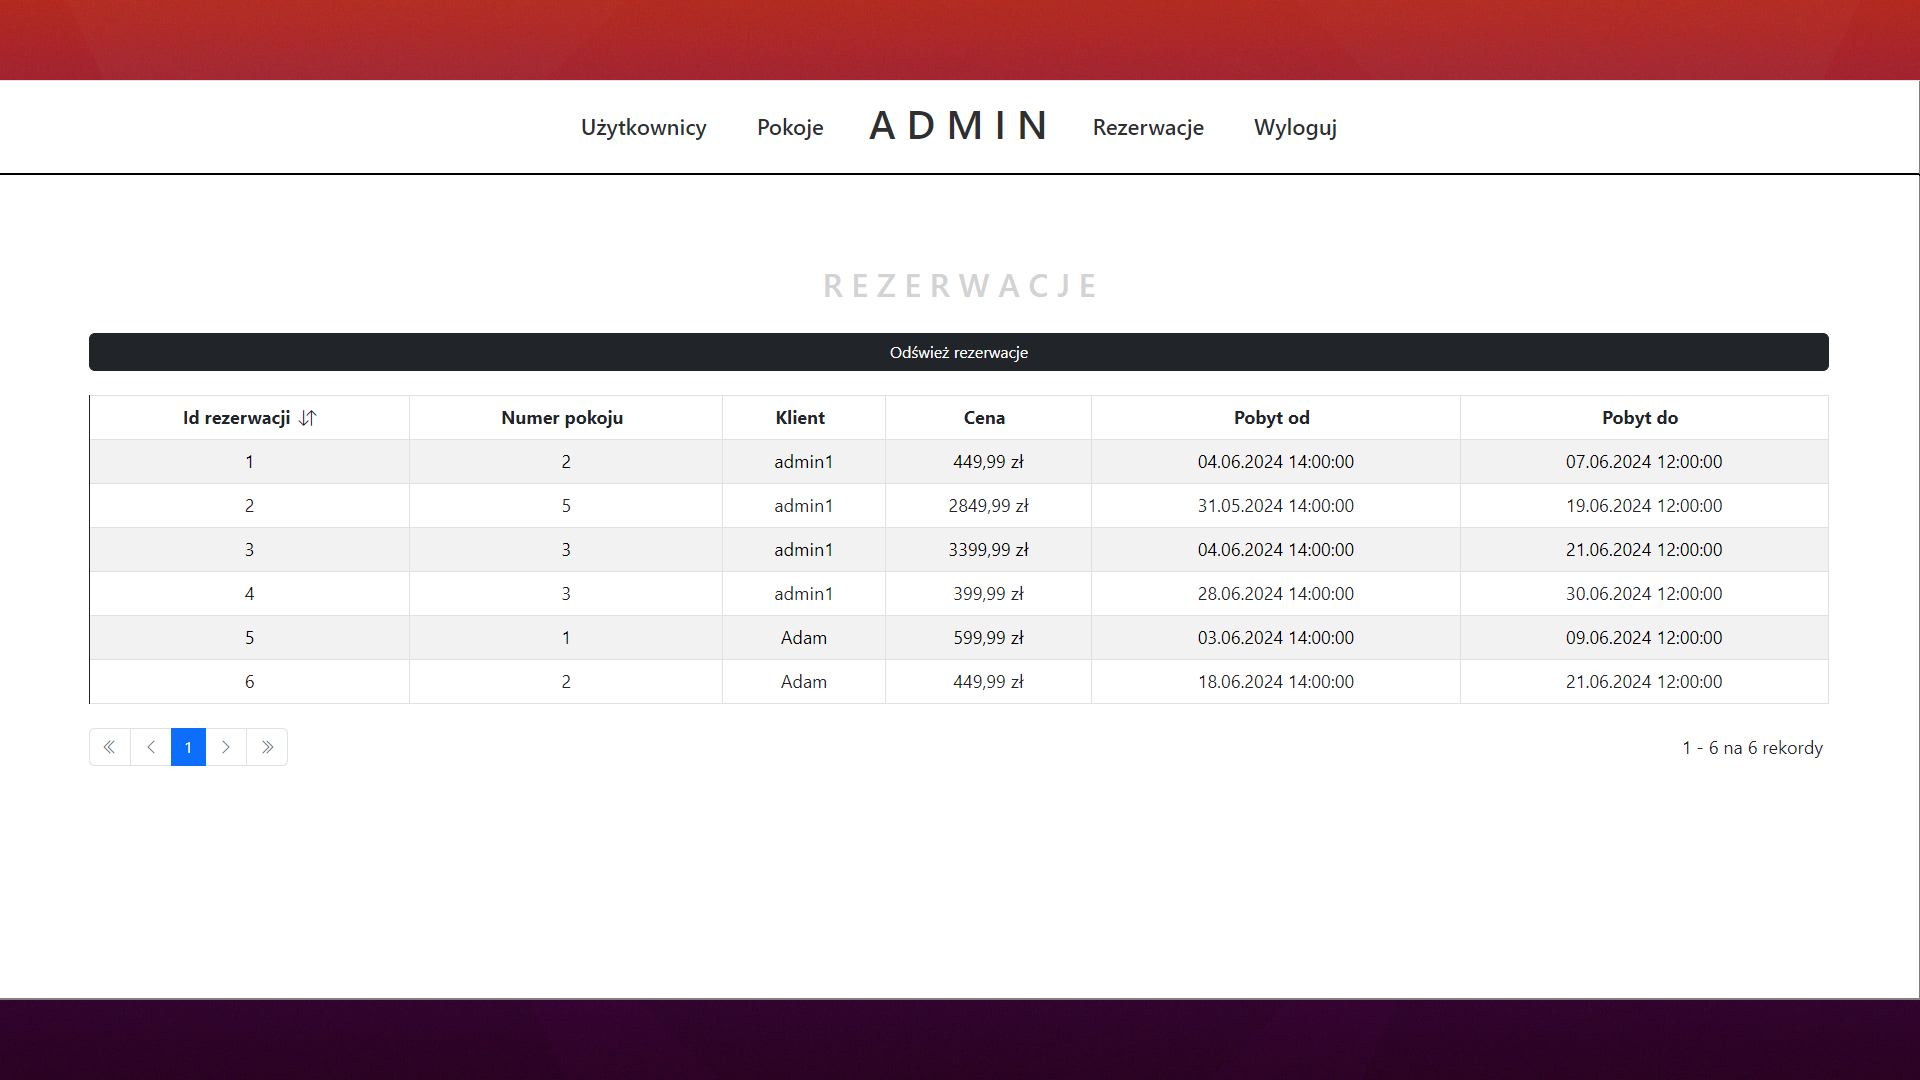 Użytkownicy Pokoje ADMIN Rezerwacje Wyloguj
REZERWACJE
Odśwież rezerwacje
Id rezerwacji Numer pokoju Klient Cena Pobyt od Pobyt do
1 2 admin1 449,99 zł 04.06.2024 14:00:00 07.06.2024 12:00:00
2 5 admin1 2849,99 zł 31.05.2024 14:00:00 19.06.2024 12:00:00
3 3 admin1 3399,99 zł 04.06.2024 14:00:00 21.06.2024 12:00:00
4 3 admin1 399,99 zł 28.06.2024 14:00:00 30.06.2024 12:00:00
5 1 Adam 599,99 zł 03.06.2024 14:00:00 09.06.2024 12:00:00
6 2 Adam 449,99 zł 18.06.2024 14:00:00 21.06.2024 12:00:00
« ‹ 1 › » 1 - 6 na 6 rekordy